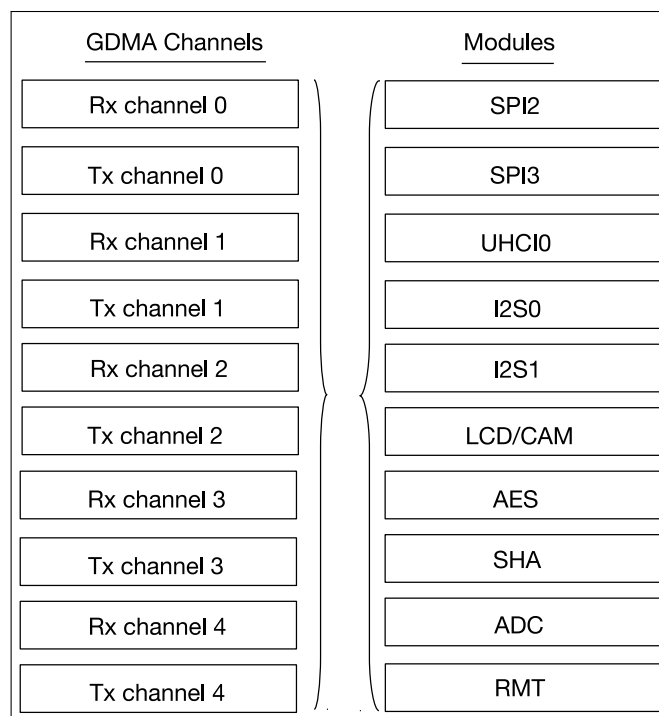 GDMA Channels
Rx channel 0
Tx channel 0
Rx channel 1
Tx channel 1
Rx channel 2
Tx channel 2
Rx channel 3
Tx channel 3
Rx channel 4
Tx channel 4
Modules
SPI2
SPI3
UHCI0
I2S0
I2S1
LCD/CAM
AES
SHA
ADC
RMT